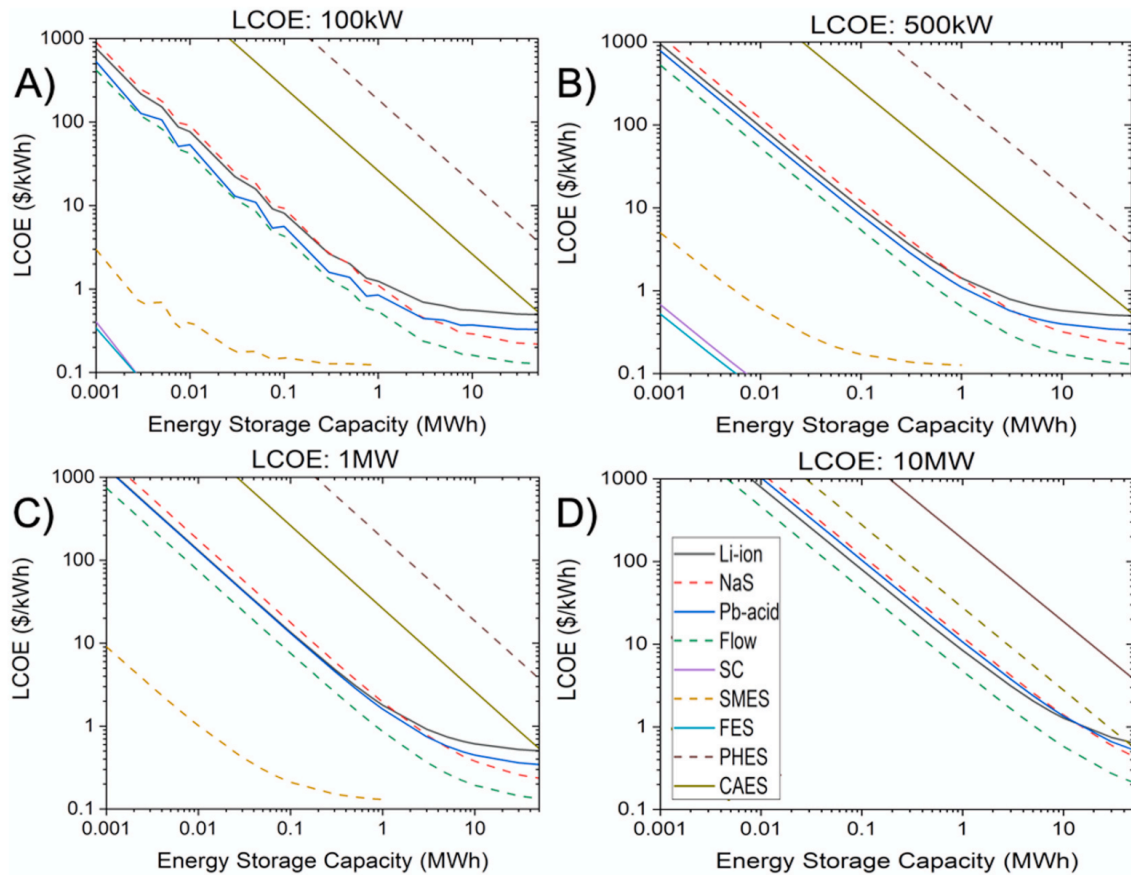 LCOE: 100kW
A)
LCOE ($/kWh)
1000
100
10
1
0.1
0.001 0.01 0.1 1 10
Energy Storage Capacity (MWh)
LCOE: 500kW
B)
LCOE ($/kWh)
1000
100
10
1
0.1
0.001 0.01 0.1 1 10
Energy Storage Capacity (MWh)
LCOE: 1MW
C)
LCOE ($/kWh)
1000
100
10
1
0.1
0.001 0.01 0.1 1 10
Energy Storage Capacity (MWh)
LCOE: 10MW
D)
LCOE ($/kWh)
1000
100
10
1
0.1
0.001 0.01 0.1 1 10
Energy Storage Capacity (MWh)
Li-ion
NaS
Pb-acid
Flow
SC
SMES
FES
PHES
CAES